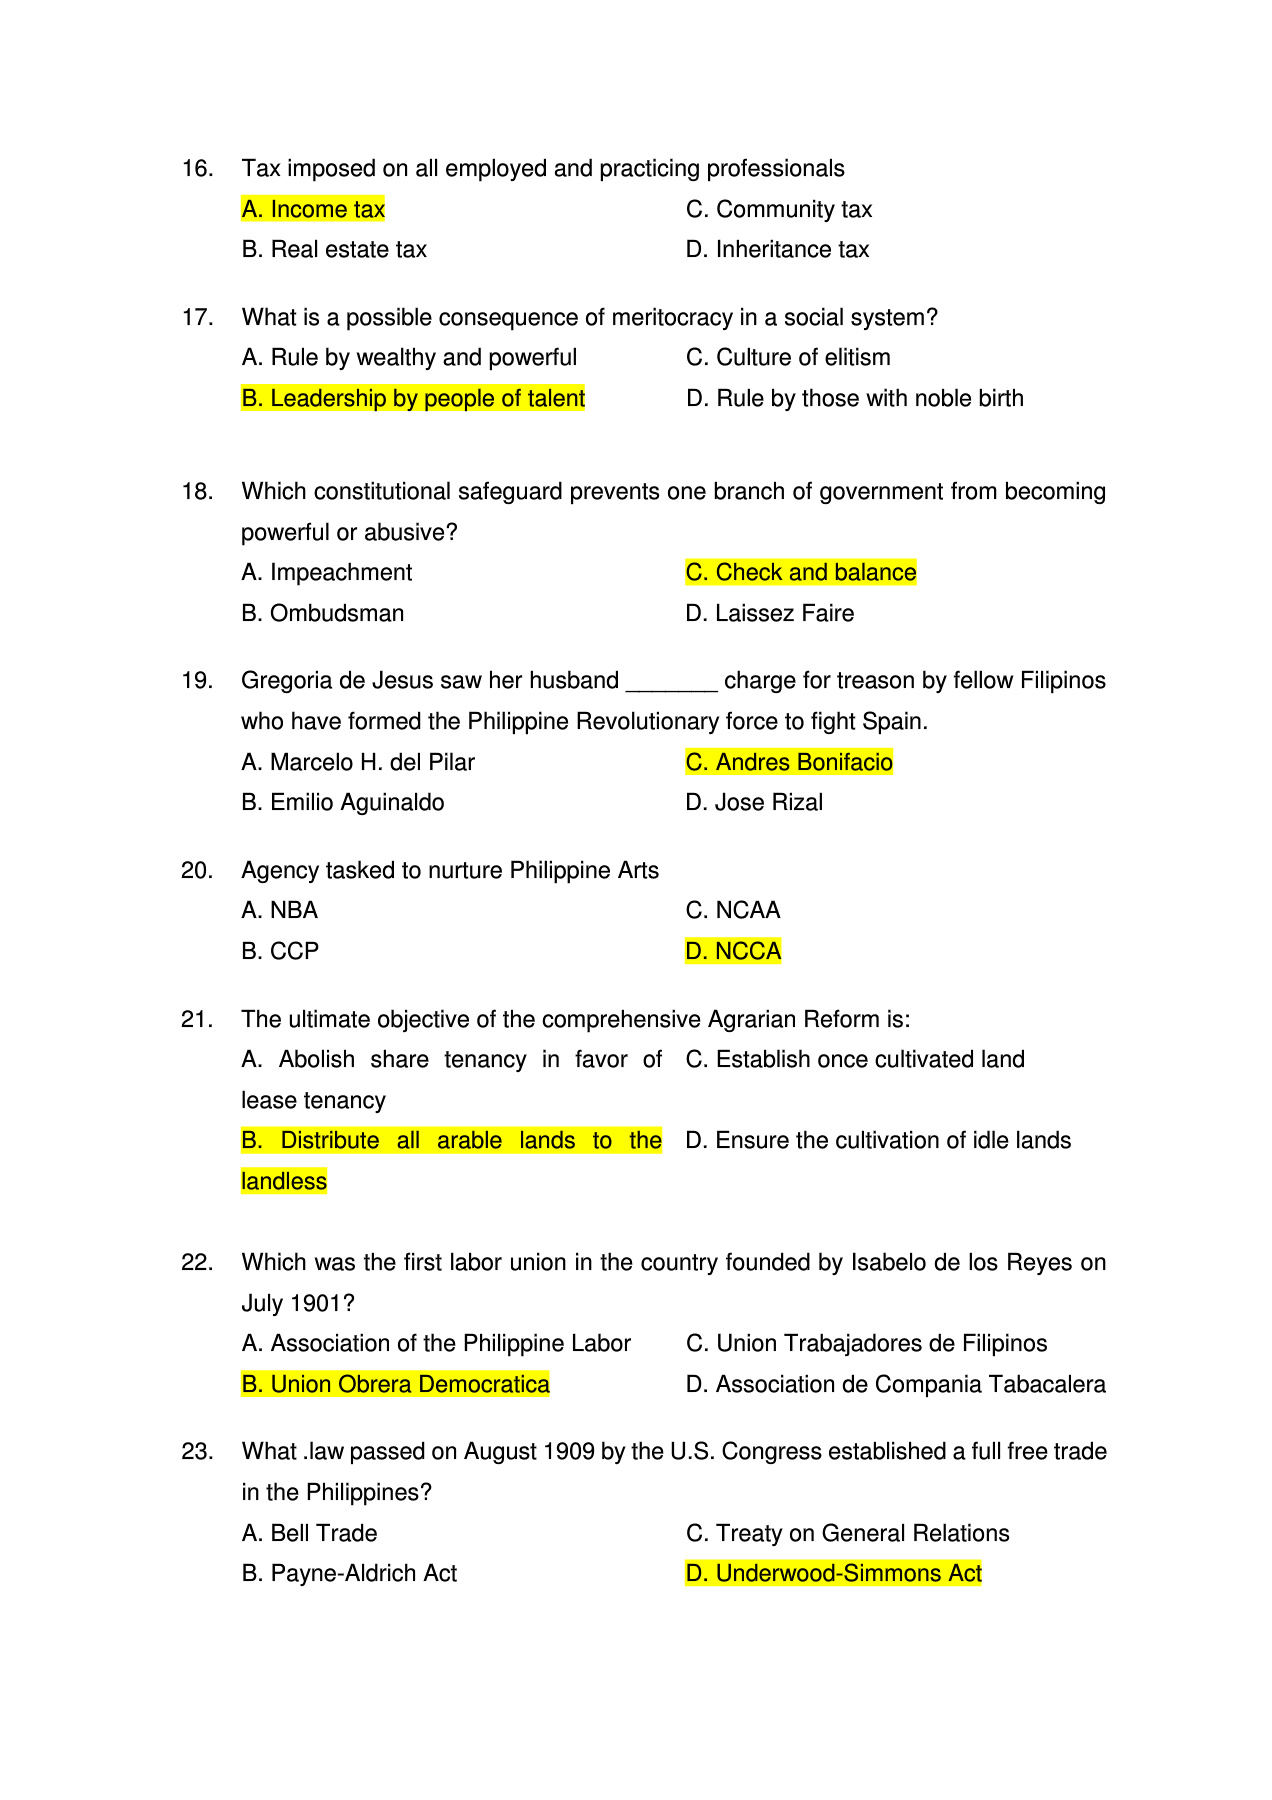 16. Tax imposed on all employed and practicing professionals
A. Income tax C. Community tax
B. Real estate tax D. Inheritance tax
17. What is a possible consequence of meritocracy in a social system?
A. Rule by wealthy and powerful C. Culture of elitism
B. Leadership by people of talent D. Rule by those with noble birth
18. Which constitutional safeguard prevents one branch of government from becoming
powerful or abusive?
A. Impeachment C. Check and balance
B. Ombudsman D. Laissez Faire
19. Gregoria de Jesus saw her husband _______ charge for treason by fellow Filipinos
who have formed the Philippine Revolutionary force to fight Spain.
A. Marcelo H. del Pilar C. Andres Bonifacio
B. Emilio Aguinaldo D. Jose Rizal
20. Agency tasked to nurture Philippine Arts
A. NBA C. NCAA
B. CCP D. NCCA
21. The ultimate objective of the comprehensive Agrarian Reform is:
A. Abolish share tenancy in favor of C. Establish once cultivated land
lease tenancy
B. Distribute all arable lands to the D. Ensure the cultivation of idle lands
landless
22. Which was the first labor union in the country founded by Isabelo de los Reyes on
July 1901?
A. Association of the Philippine Labor C. Union Trabajadores de Filipinos
B. Union Obrera Democratica D. Association de Compania Tabacalera
23. What .law passed on August 1909 by the U.S. Congress established a full free trade
in the Philippines?
A. Bell Trade C. Treaty on General Relations
B. Payne-Aldrich Act D. Underwood-Simmons Act